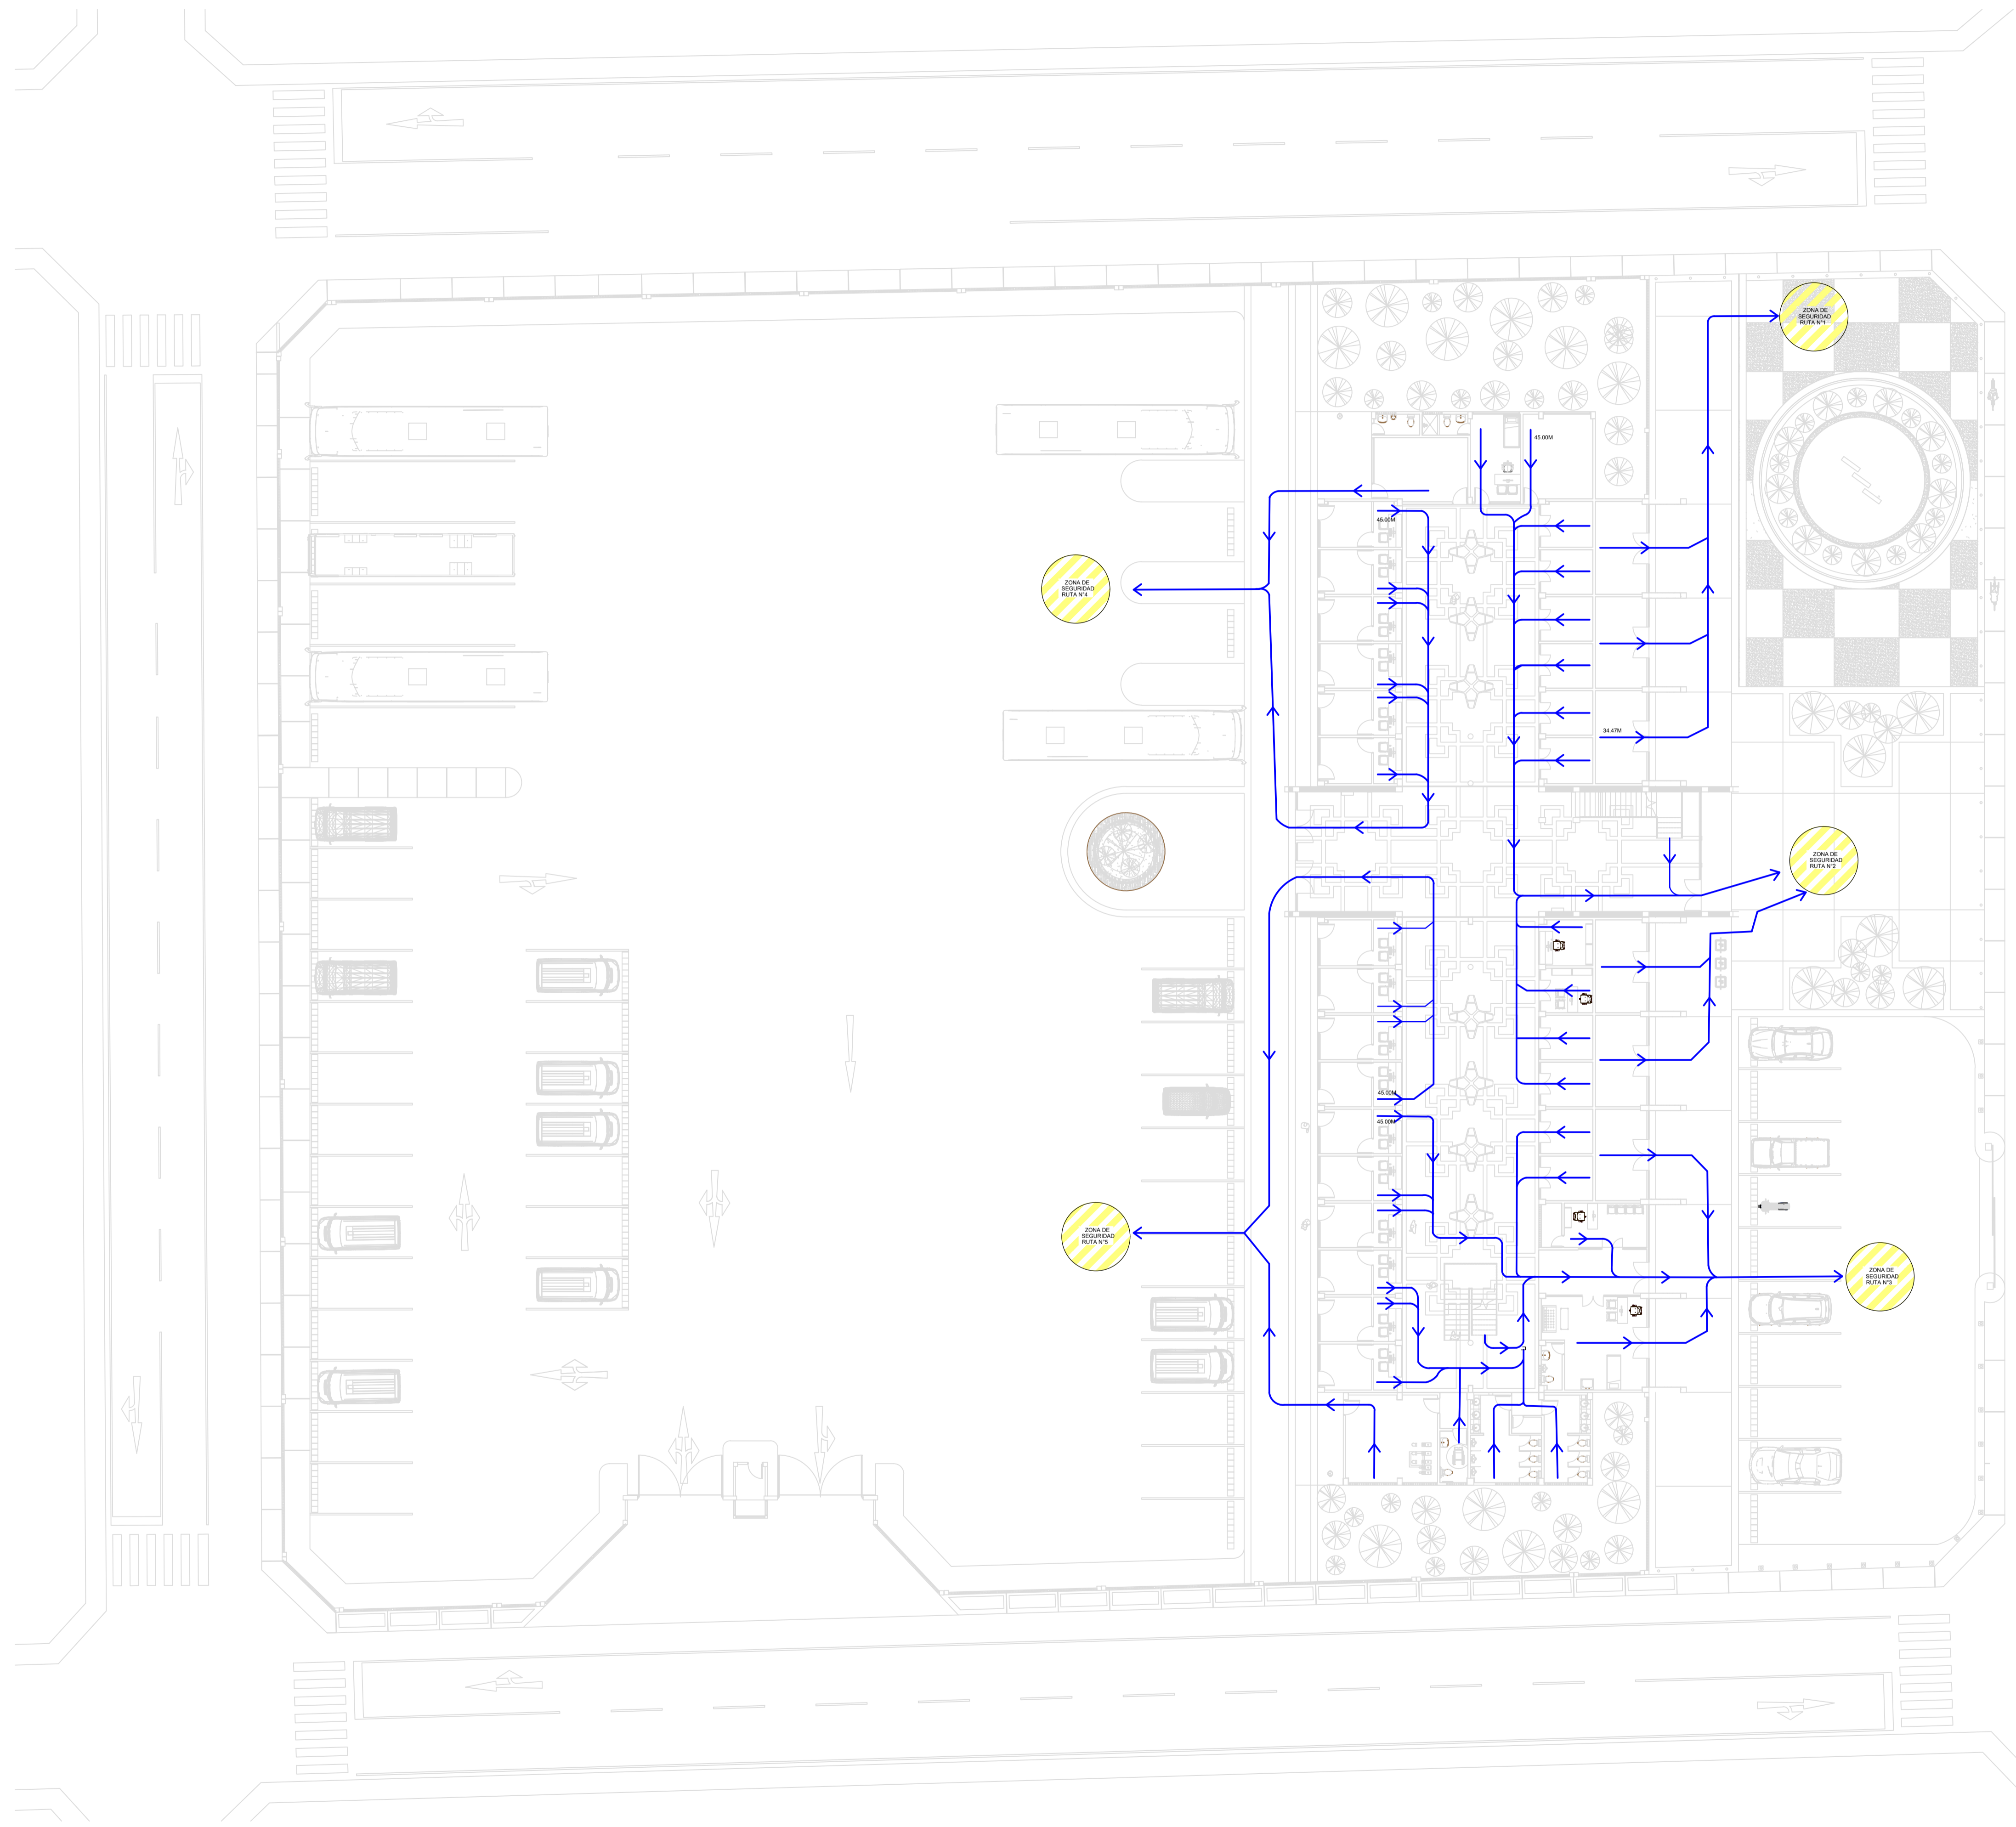 ZONA DE
SEGURIDAD
RUTA N°1
45.00M
45.00M
ZONA DE
SEGURIDAD
RUTA N°4
34.47M
ZONA DE
SEGURIDAD
RUTA N°2
45.00M
45.00M
ZONA DE
SEGURIDAD
RUTA N°5
ZONA DE
SEGURIDAD
RUTA N°3